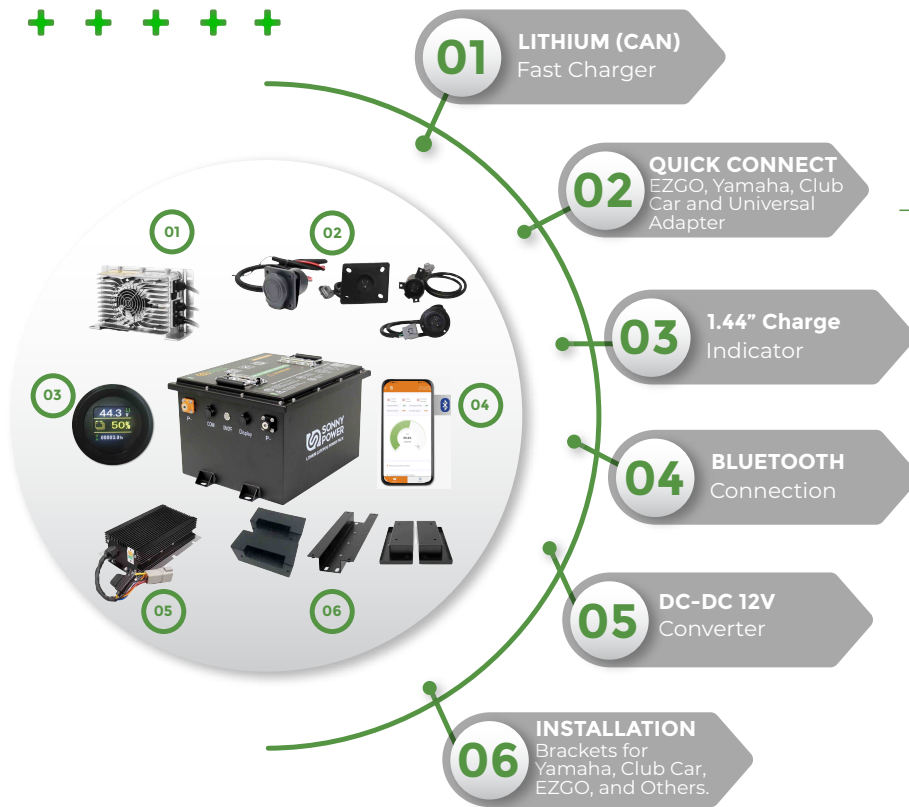 01
LITHIUM (CAN)
Fast Charger
02
QUICK CONNECT
EZGO, Yamaha, Club
Car and Universal
Adapter
03
1.44” Charge
Indicator
04
BLUETOOTH
Connection
05
DC-DC 12V
Converter
06
INSTALLATION
Brackets for
Yamaha, Club Car,
EZGO, and Others.
01
02
03
44.3
50%
04
COM
Display
SONNY
POWER
05
06